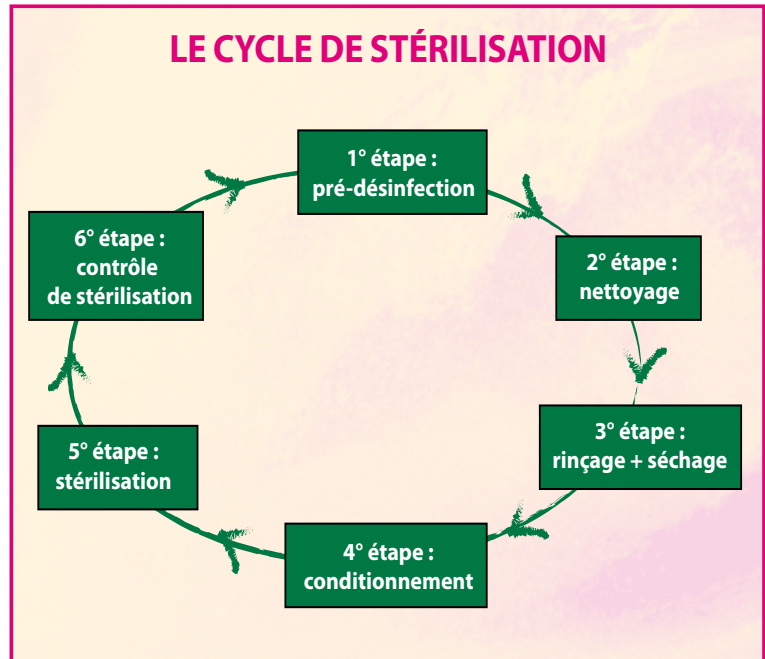 LE CYCLE DE STÉRILISATION
1° étape :
pré-désinfection
2° étape :
nettoyage
3° étape :
rinçage + séchage
4° étape :
conditionnement
5° étape :
stérilisation
6° étape :
contrôle
de stérilisation